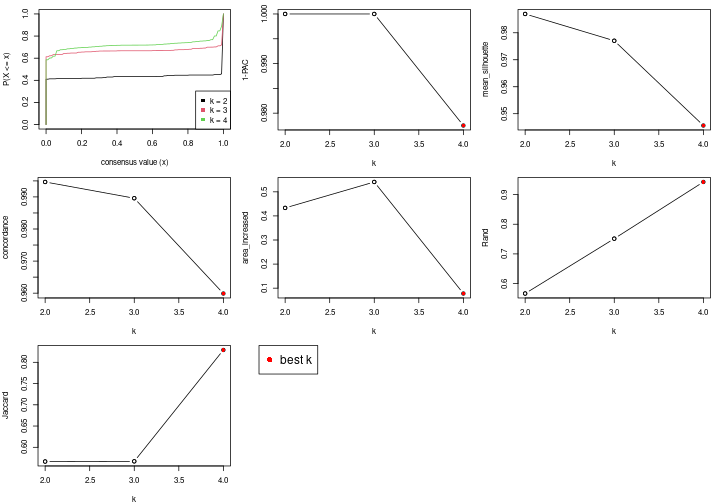 P(X <= x)
0.0 0.2 0.4 0.6 0.8 1.0
k = 2
k = 3
k = 4
0.0 0.2 0.4 0.6 0.8 1.0
consensus value (x)
1-PAC
0.980 0.990 1.000
2.0 2.5 3.0 3.5 4.0
k
mean_silhouette
0.95 0.96 0.97 0.98
2.0 2.5 3.0 3.5 4.0
k
concordance
0.960 0.970 0.980 0.990
2.0 2.5 3.0 3.5 4.0
k
area_increased
0.1 0.2 0.3 0.4 0.5
2.0 2.5 3.0 3.5 4.0
k
Rand
0.6 0.7 0.8 0.9
2.0 2.5 3.0 3.5 4.0
k
Jaccard
0.60 0.65 0.70 0.75 0.80
2.0 2.5 3.0 3.5 4.0
k
best k